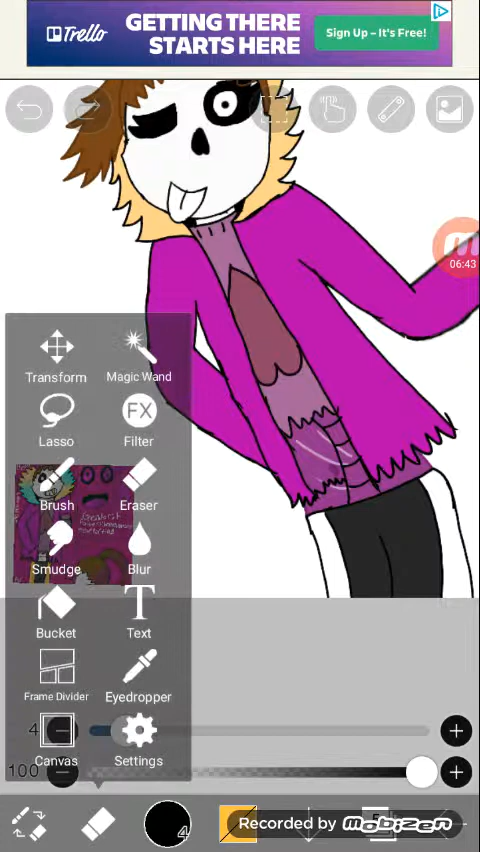 Trello
GETTING THERE
STARTS HERE
Sign Up – It's Free!
06:43
Transform
Magic Wand
Lasso
FX
Filter
Brush
Eraser
Smudge
Blur
Bucket
T
Text
Frame Divider
Eyedropper
4
Canvas
Settings
100
4
Recorded by mobizen